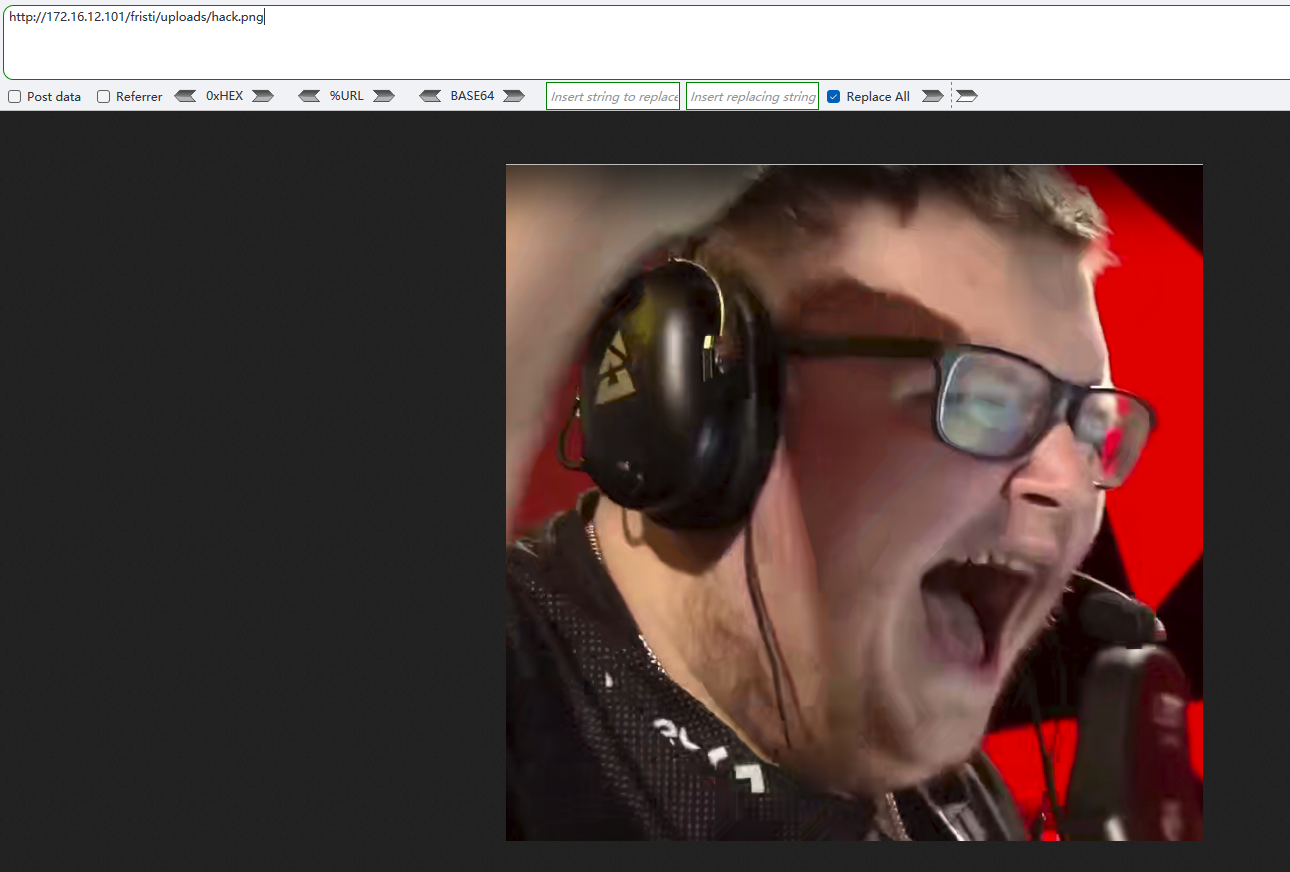 http://172.16.12.101/fristi/uploads/hack.png
Post data Referrer 0xHEX %URL BASE64 Insert string to replace Insert replacing string Replace All